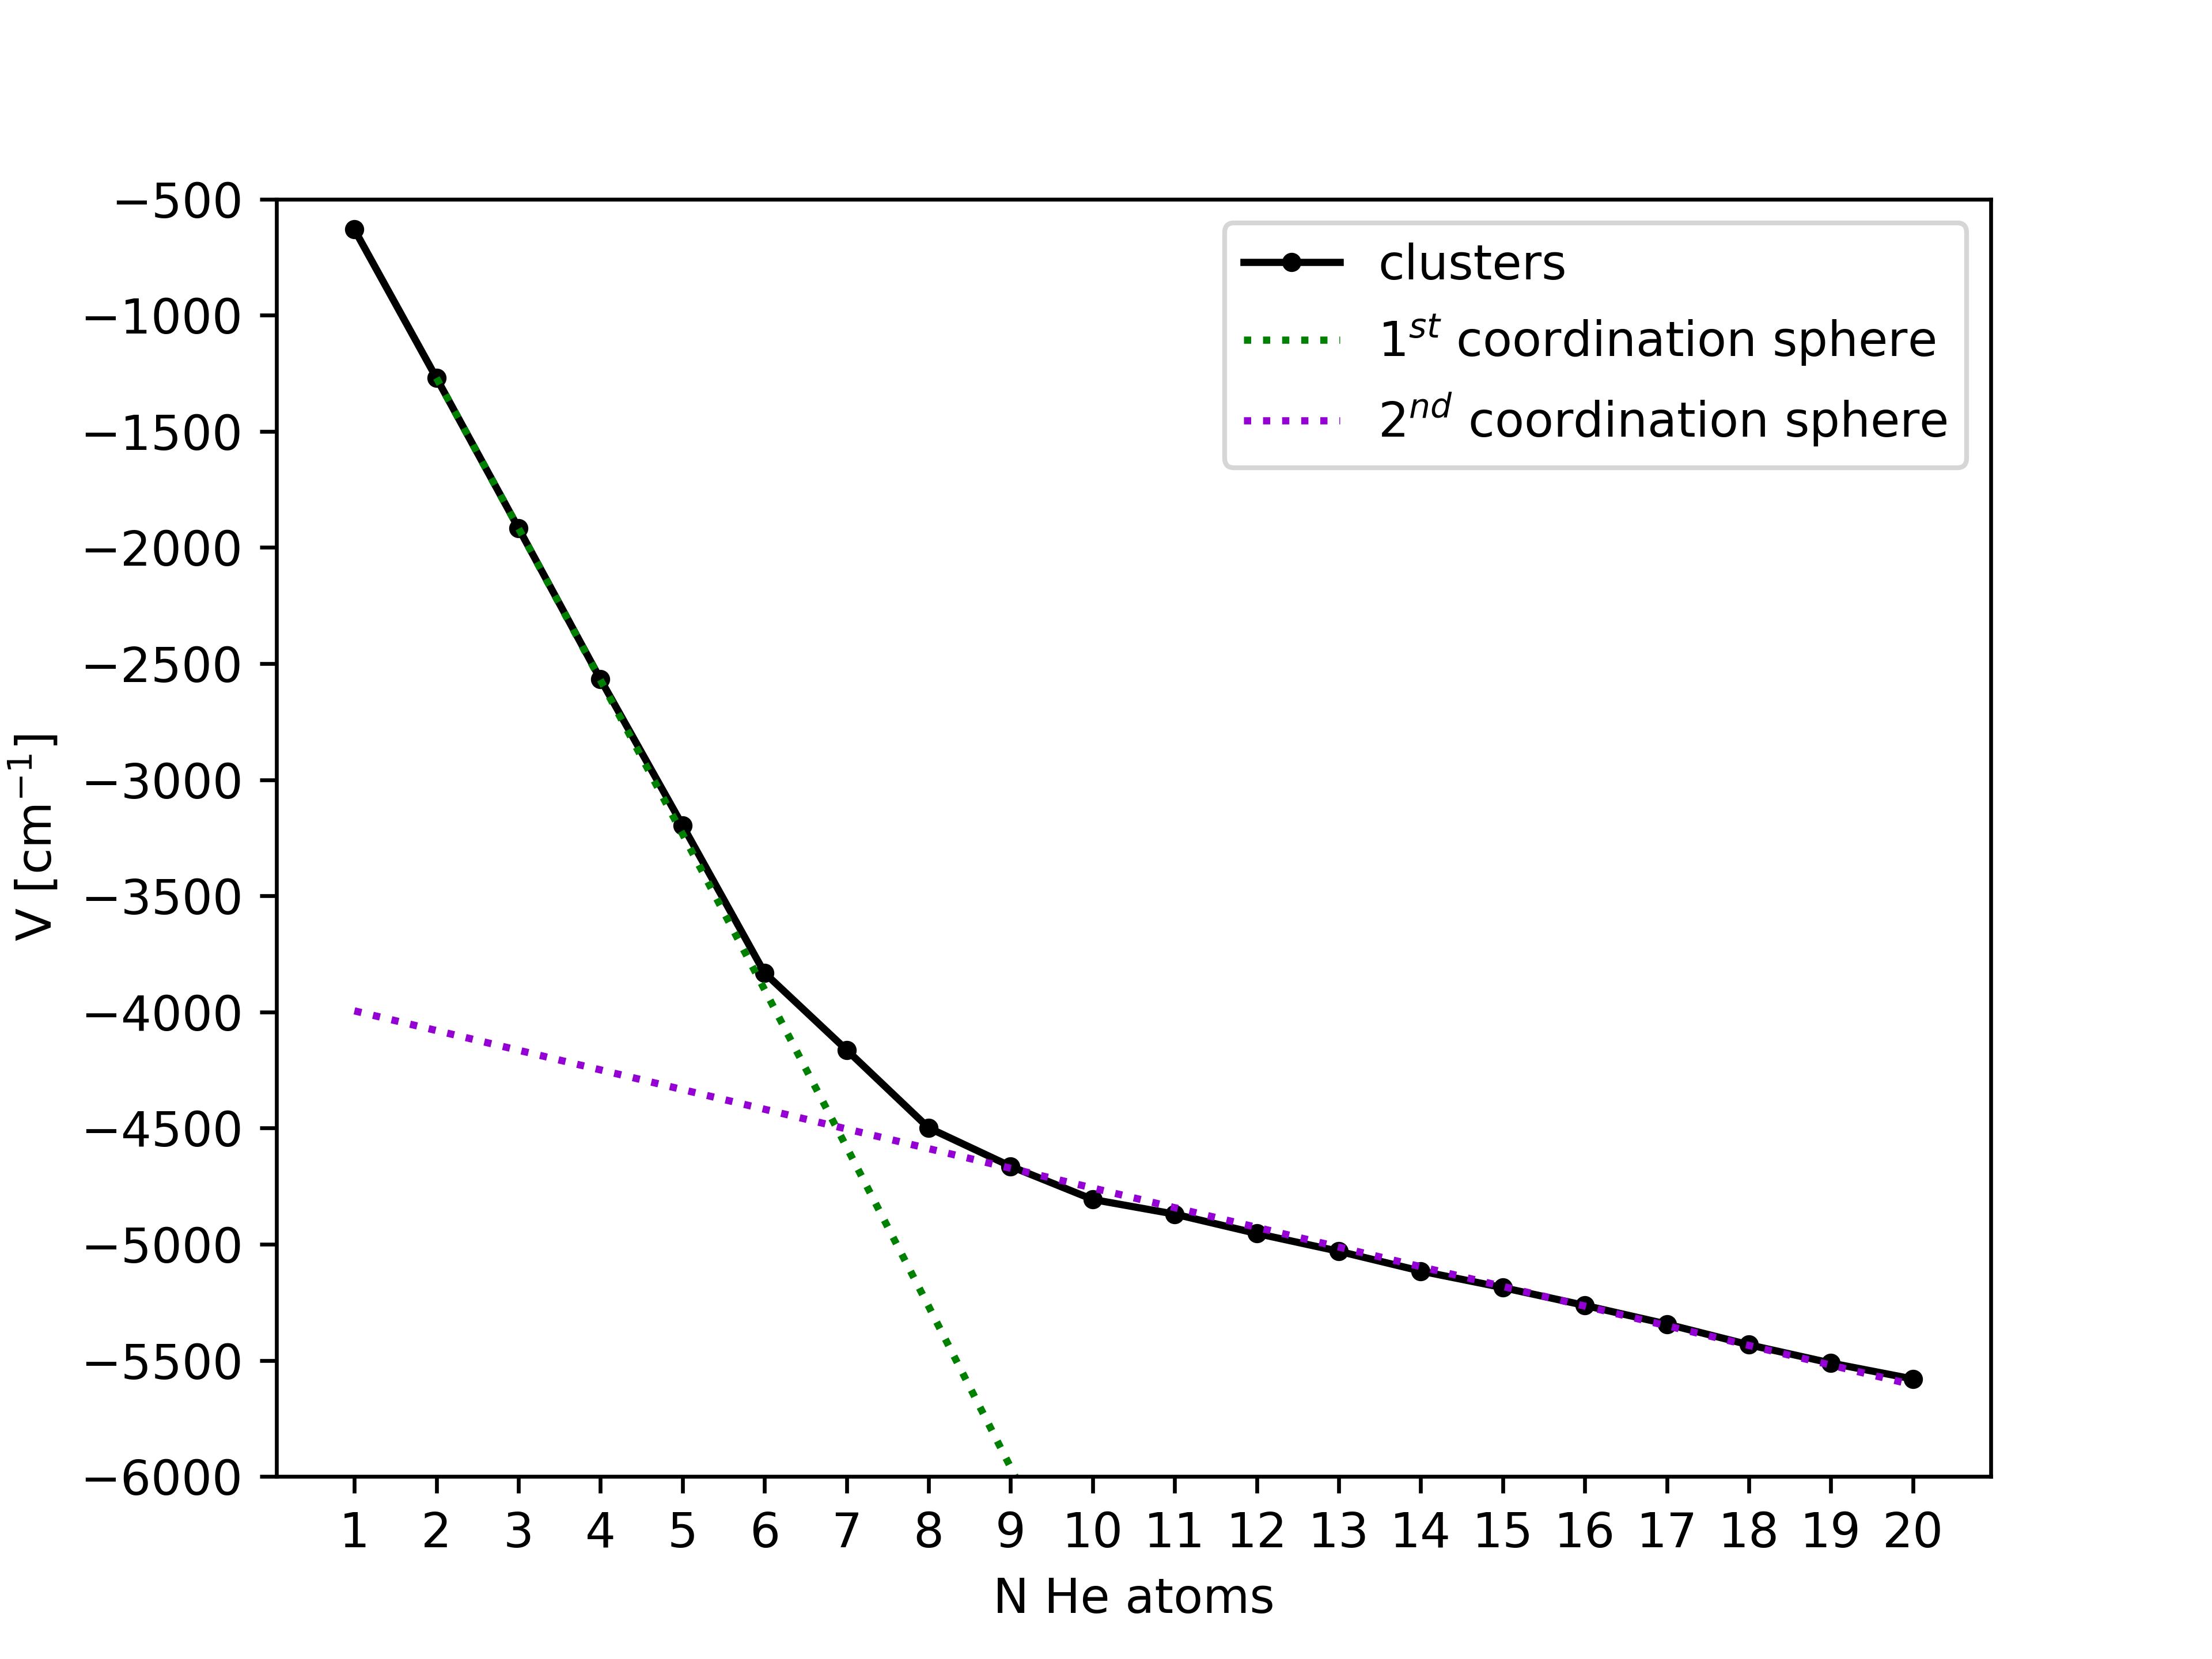 −500
−1000
−1500
−2000
−2500
−3000
−3500
−4000
−4500
−5000
−5500
−6000
V [cm⁻¹]
clusters
1ˢᵗ coordination sphere
2ⁿᵈ coordination sphere
1 2 3 4 5 6 7 8 9 10 11 12 13 14 15 16 17 18 19 20
N He atoms